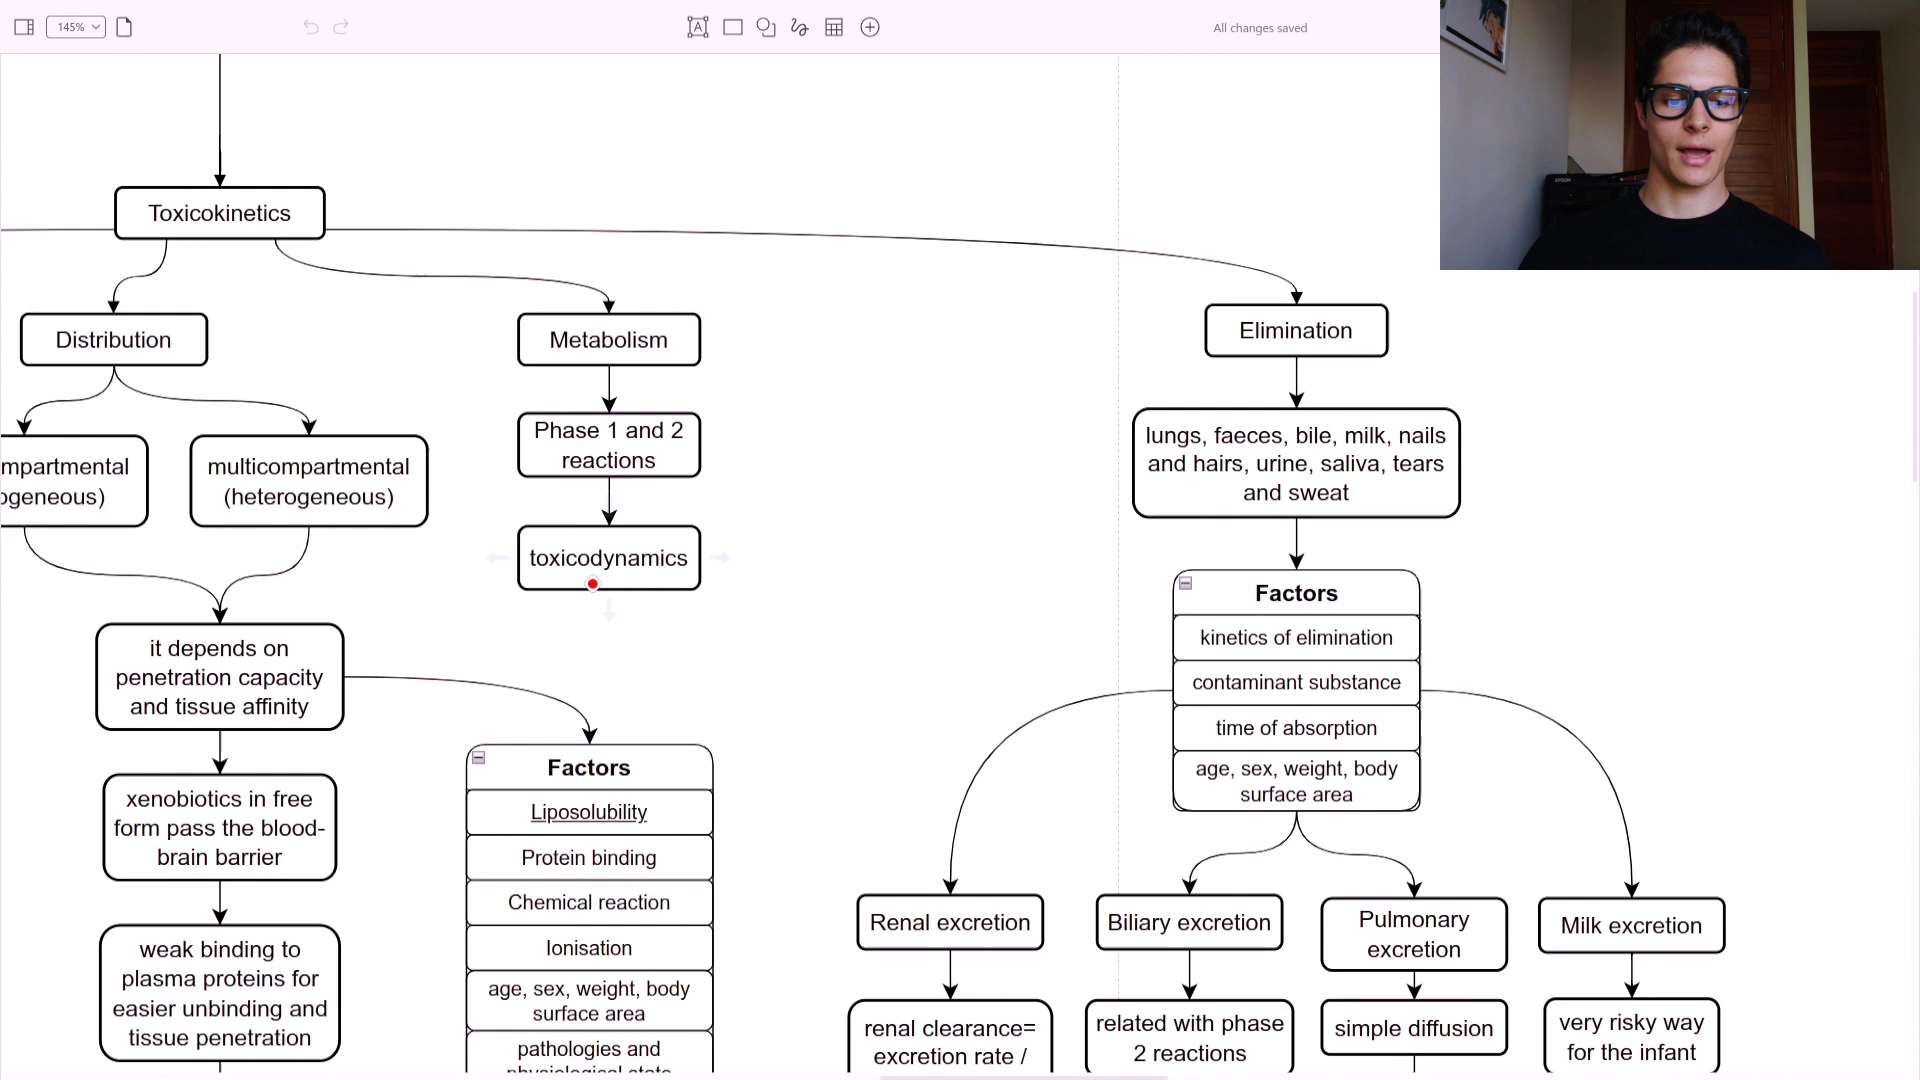 145%
All changes saved
EPSON
Toxicokinetics
Distribution
Metabolism
Elimination
Phase 1 and 2
reactions
lungs, faeces, bile, milk, nails
and hairs, urine, saliva, tears
and sweat
mpartmental
ogeneous)
multicompartmental
(heterogeneous)
toxicodynamics
Factors
kinetics of elimination
contaminant substance
time of absorption
age, sex, weight, body
surface area
it depends on
penetration capacity
and tissue affinity
Factors
Liposolubility
Protein binding
Chemical reaction
Ionisation
age, sex, weight, body
surface area
pathologies and
physiological state
xenobiotics in free
form pass the blood-
brain barrier
weak binding to
plasma proteins for
easier unbinding and
tissue penetration
Renal excretion
Biliary excretion
Pulmonary
excretion
Milk excretion
renal clearance=
excretion rate /
related with phase
2 reactions
simple diffusion
very risky way
for the infant